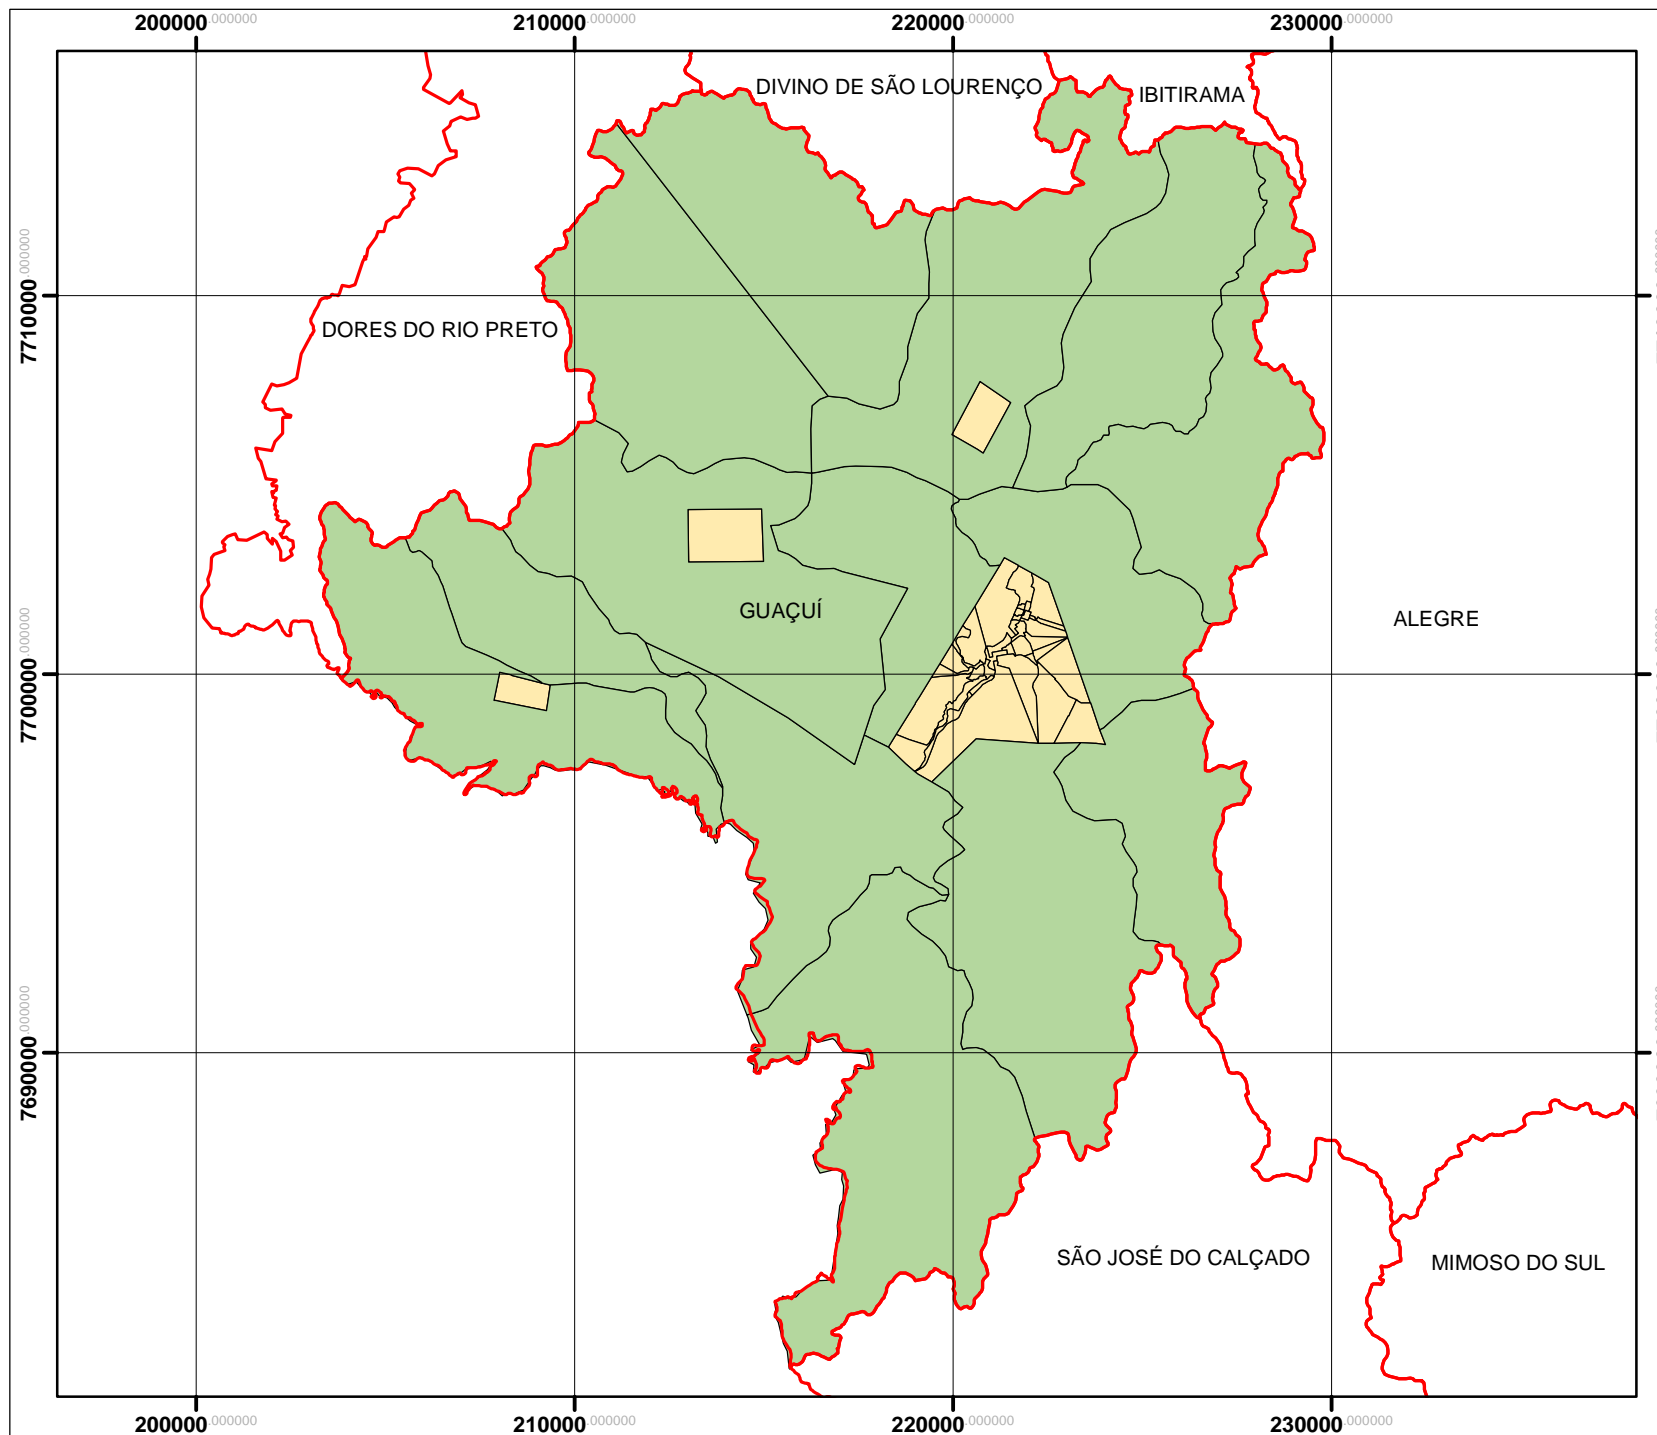 200000.000000 210000.000000 220000.000000 230000.000000
DIVINO DE SÃO LOURENÇO
IBITIRAMA
7710000.000000
DORES DO RIO PRETO
GUAÇUÍ
ALEGRE
7700000.000000
7690000.000000
SÃO JOSÉ DO CALÇADO
MIMOSO DO SUL
200000.000000 210000.000000 220000.000000 230000.000000